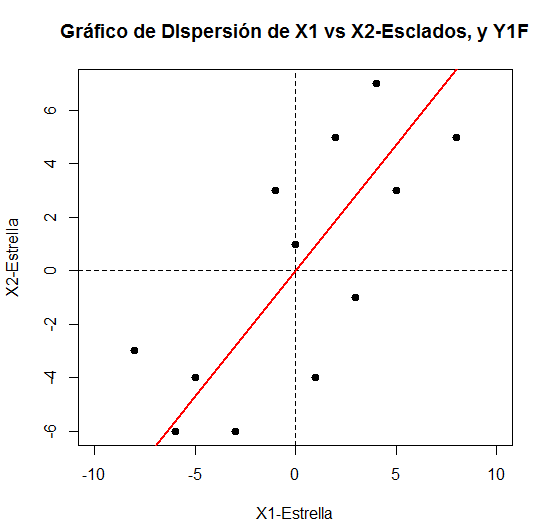 Gráfico de DIspersión de X1 vs X2-Esclados, y Y1F
6
4
2
0
-2
-4
-6
X2-Estrella
-10 -5 0 5 10
X1-Estrella